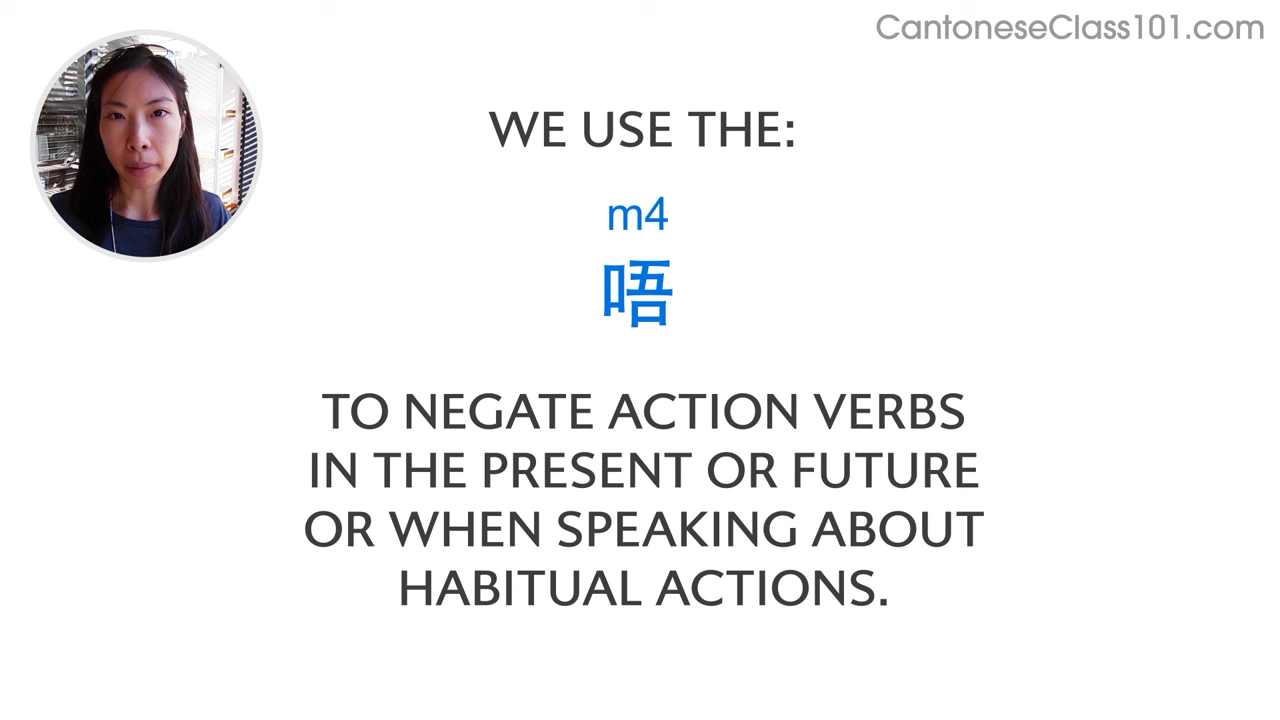 CantoneseClass101.com
WE USE THE:
m4
唔
TO NEGATE ACTION VERBS
IN THE PRESENT OR FUTURE
OR WHEN SPEAKING ABOUT
HABITUAL ACTIONS.